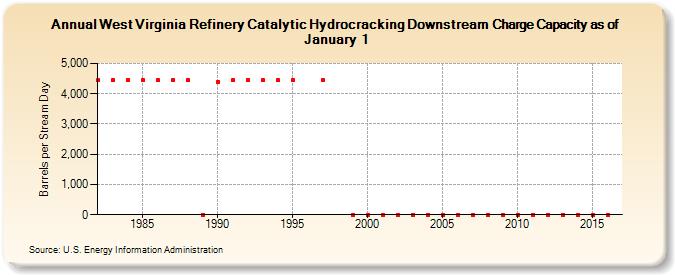 Annual West Virginia Refinery Catalytic Hydrocracking Downstream Charge Capacity as of
January 1
Barrels per Stream Day
5,000
4,000
3,000
2,000
1,000
0
1985 1990 1995 2000 2005 2010 2015
Source: U.S. Energy Information Administration